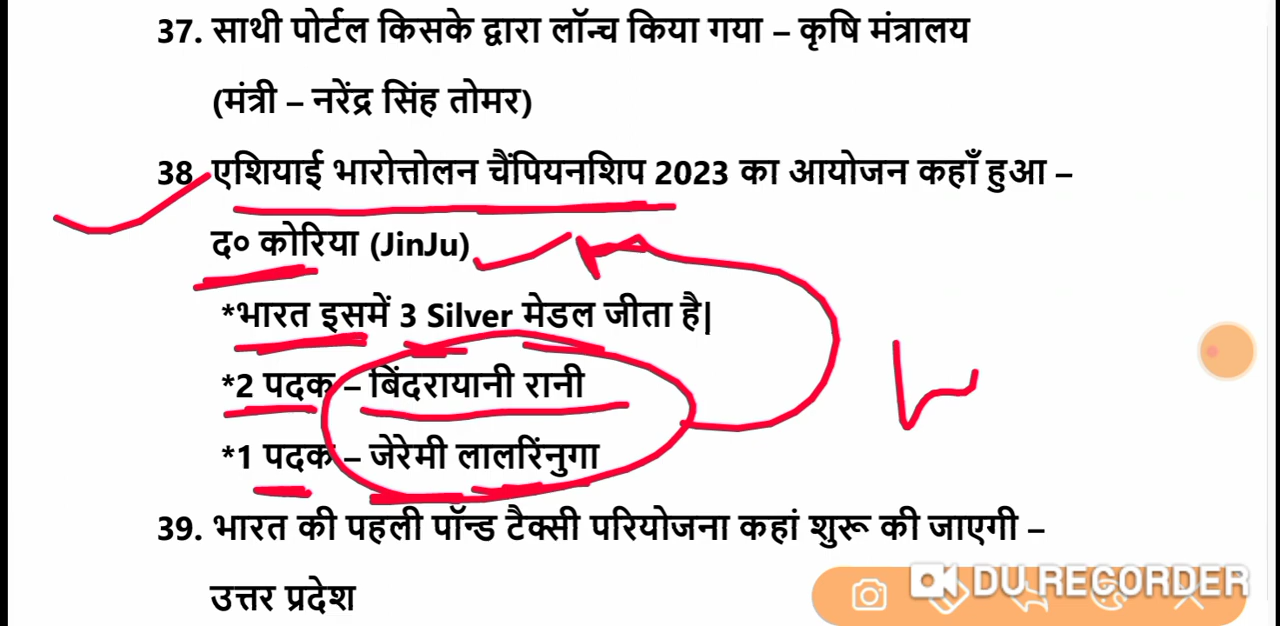 37. साथी पोर्टल किसके द्वारा लॉन्च किया गया – कृषि मंत्रालय
(मंत्री – नरेंद्र सिंह तोमर)
38 एशियाई भारोत्तोलन चैंपियनशिप 2023 का आयोजन कहाँ हुआ –
द० कोरिया (JinJu)
*भारत इसमें 3 Silver मेडल जीता है|
*2 पदक – बिंदरायानी रानी
*1 पदक – जेरेमी लालरिंनुगा
39. भारत की पहली पॉन्ड टैक्सी परियोजना कहां शुरू की जाएगी –
उत्तर प्रदेश
DU RECORDER